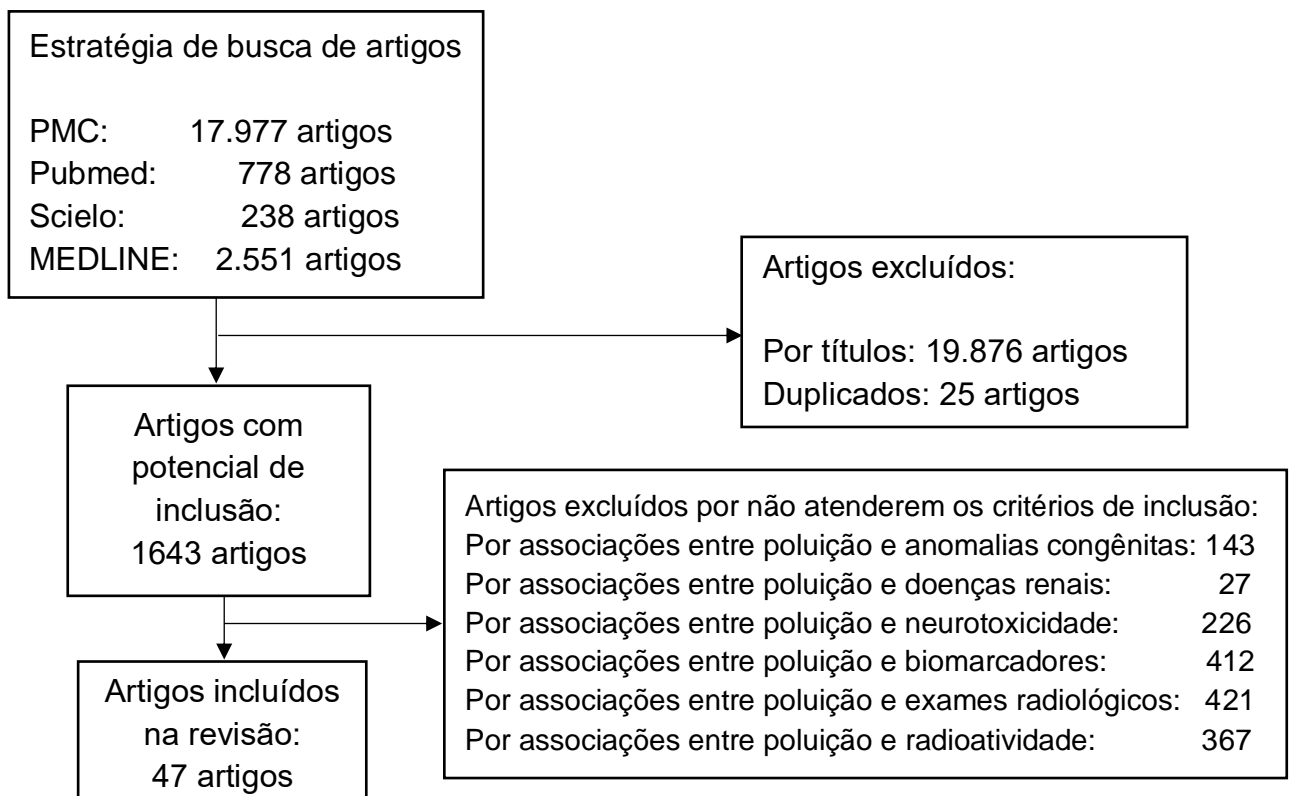 Estratégia de busca de artigos
PMC: 17.977 artigos
Pubmed: 778 artigos
Scielo: 238 artigos
MEDLINE: 2.551 artigos
Artigos excluídos:
Por títulos: 19.876 artigos
Duplicados: 25 artigos
Artigos com
potencial de
inclusão:
1643 artigos
Artigos excluídos por não atenderem os critérios de inclusão:
Por associações entre poluição e anomalias congênitas: 143
Por associações entre poluição e doenças renais: 27
Por associações entre poluição e neurotoxicidade: 226
Por associações entre poluição e biomarcadores: 412
Por associações entre poluição e exames radiológicos: 421
Por associações entre poluição e radioatividade: 367
Artigos incluídos
na revisão:
47 artigos